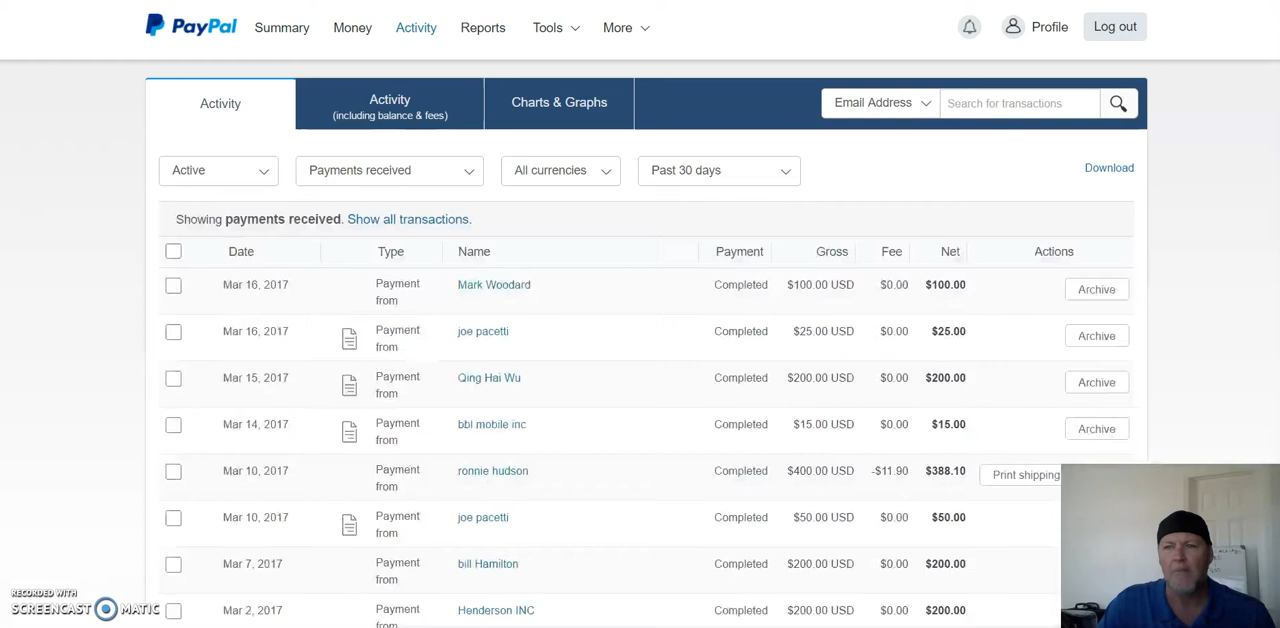 PayPal Summary Money Activity Reports Tools More Profile Log out
Activity
Activity
(including balance & fees)
Charts & Graphs
Email Address Search for transactions
Active Payments received All currencies Past 30 days Download
Showing payments received. Show all transactions.
Date Type Name Payment Gross Fee Net Actions
Mar 16, 2017 Payment from Mark Woodard Completed $100.00 USD $0.00 $100.00 Archive
Mar 16, 2017 Payment from joe pacetti Completed $25.00 USD $0.00 $25.00 Archive
Mar 15, 2017 Payment from Qing Hai Wu Completed $200.00 USD $0.00 $200.00 Archive
Mar 14, 2017 Payment from bbl mobile inc Completed $15.00 USD $0.00 $15.00 Archive
Mar 10, 2017 Payment from ronnie hudson Completed $400.00 USD -$11.90 $388.10 Print shipping
Mar 10, 2017 Payment from joe pacetti Completed $50.00 USD $0.00 $50.00
Mar 7, 2017 Payment from bill Hamilton Completed $200.00 USD $0.00 $200.00
Mar 2, 2017 Payment from Henderson INC Completed $200.00 USD $0.00 $200.00
RECORDED WITH
SCREENCAST MATIC